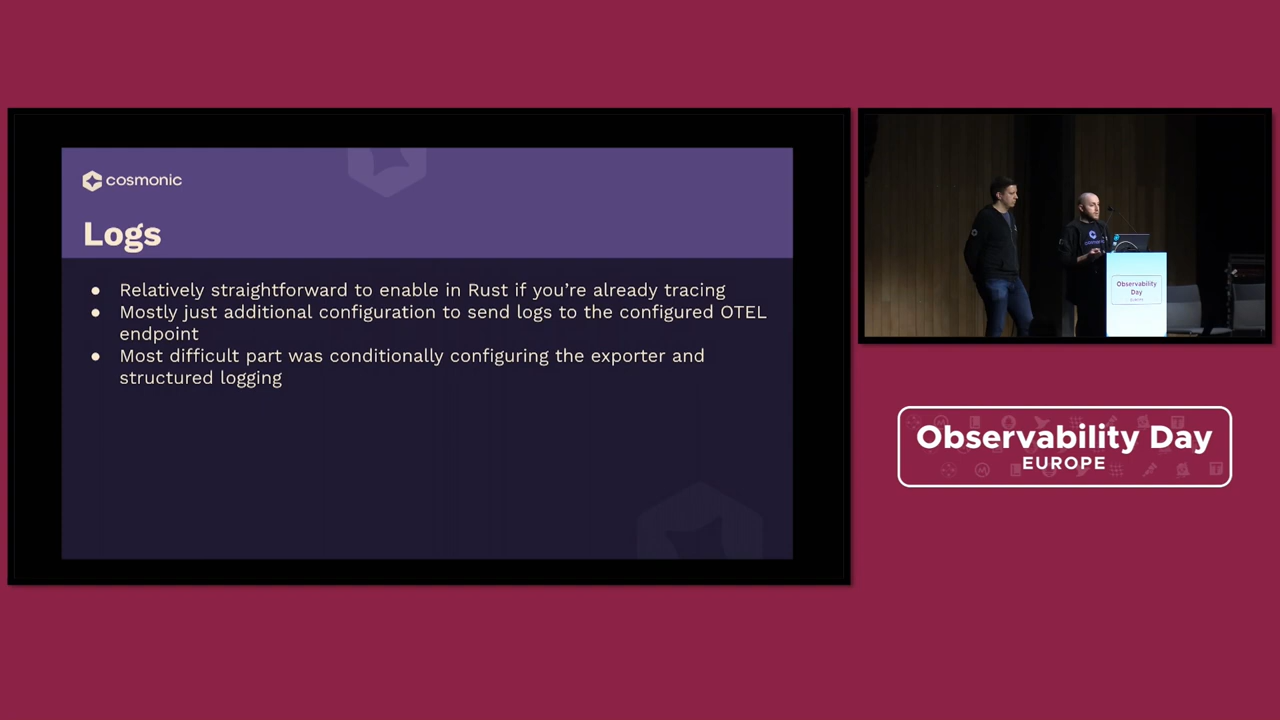 cosmonic
Logs
● Relatively straightforward to enable in Rust if you’re already tracing
● Mostly just additional configuration to send logs to the configured OTEL
endpoint
● Most difficult part was conditionally configuring the exporter and
structured logging
Observability
Day
Observability Day
EUROPE